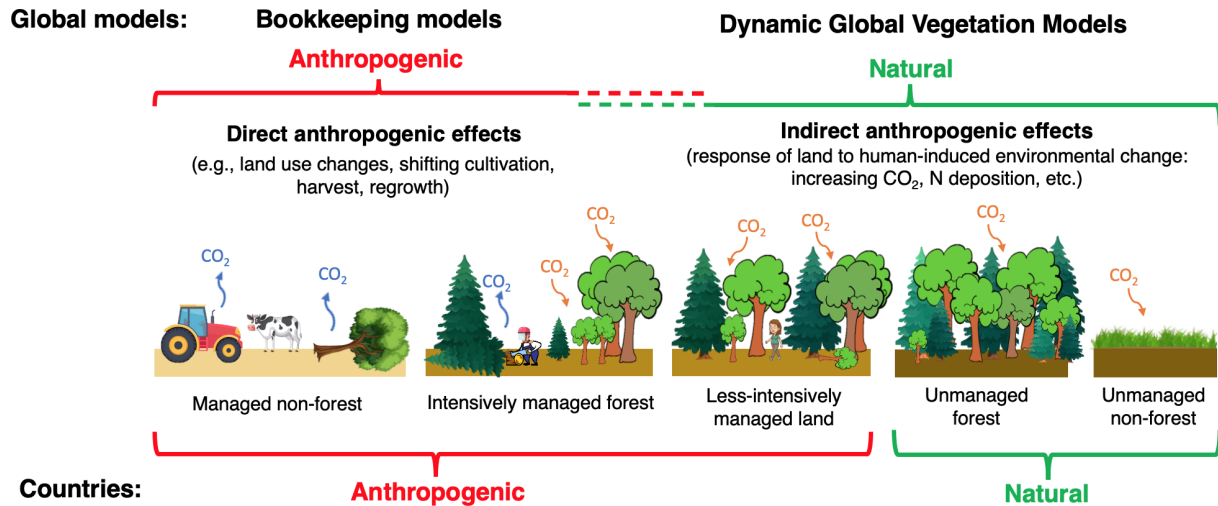 Global models:
Bookkeeping models
Dynamic Global Vegetation Models
Anthropogenic
Natural
Direct anthropogenic effects
(e.g., land use changes, shifting cultivation,
harvest, regrowth)
Indirect anthropogenic effects
(response of land to human-induced environmental change:
increasing CO₂, N deposition, etc.)
CO₂
CO₂
CO₂
CO₂
CO₂
CO₂
CO₂
CO₂
CO₂
Managed non-forest
Intensively managed forest
Less-intensively
managed land
Unmanaged
forest
Unmanaged
non-forest
Countries:
Anthropogenic
Natural